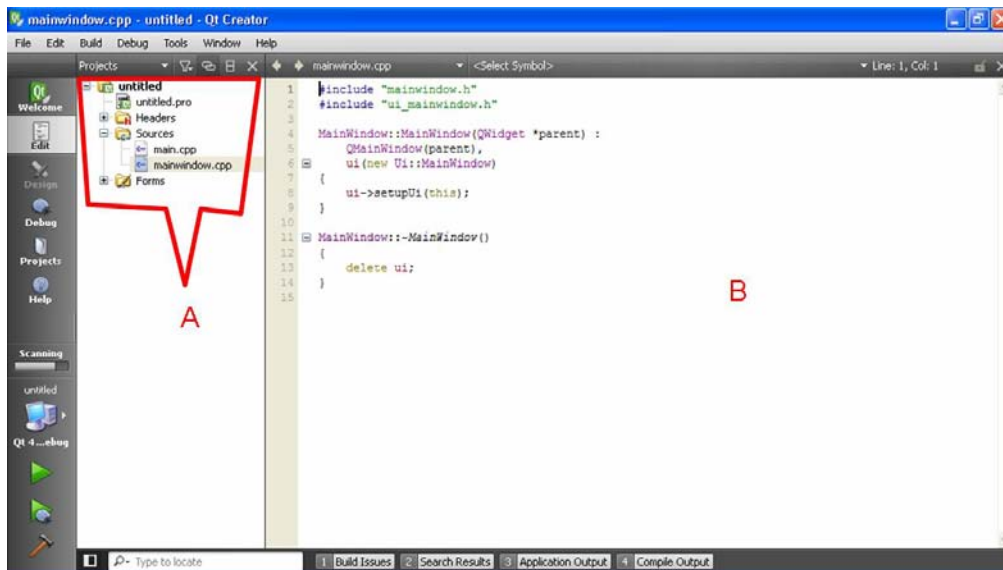 mainwindow.cpp - untitled - Qt Creator
File Edit Build Debug Tools Window Help
Projects
mainwindow.cpp
<Select Symbol>
Line: 1, Col: 1
Qt
Welcome
Edit
Design
Debug
Projects
Help
Scanning
untitled
Qt 4...ebug
untitled
untitled.pro
Headers
Sources
main.cpp
mainwindow.cpp
Forms
A
1 #include "mainwindow.h"
2 #include "ui_mainwindow.h"
3
4 MainWindow::MainWindow(QWidget *parent) :
5 QMainWindow(parent),
6 ui(new Ui::MainWindow)
7 {
8 ui->setupUi(this);
9 }
10
11 MainWindow::~MainWindow()
12 {
13 delete ui;
14 }
15
B
Type to locate
1 Build Issues 2 Search Results 3 Application Output 4 Compile Output